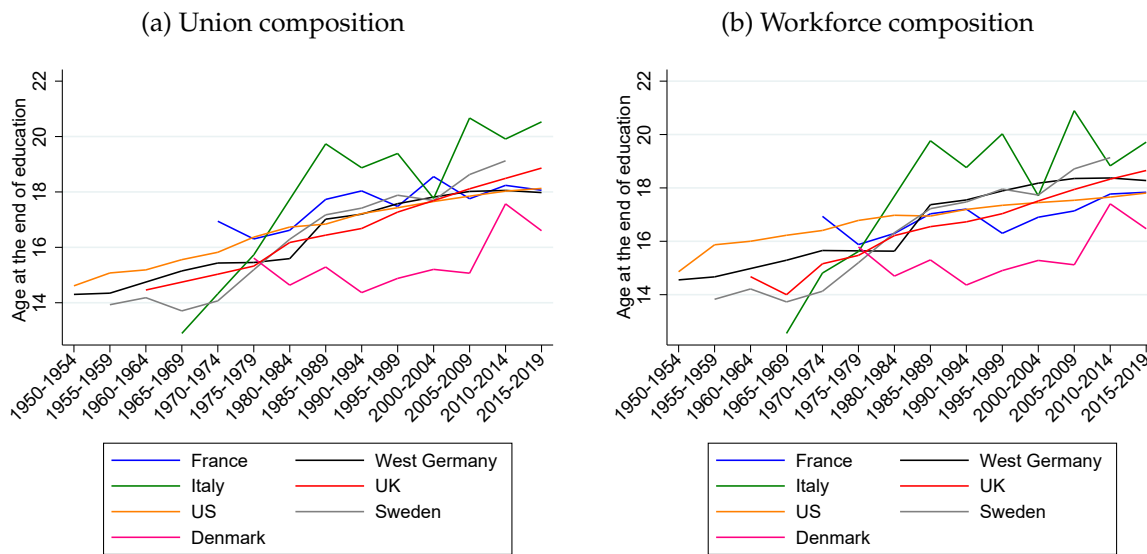 (a) Union composition
Age at the end of education
22
20
18
16
14
1950-1954
1955-1959
1960-1964
1965-1969
1970-1974
1975-1979
1980-1984
1985-1989
1990-1994
1995-1999
2000-2004
2005-2009
2010-2014
2015-2019
France
West Germany
Italy
UK
US
Sweden
Denmark
(b) Workforce composition
Age at the end of education
22
20
18
16
14
1950-1954
1955-1959
1960-1964
1965-1969
1970-1974
1975-1979
1980-1984
1985-1989
1990-1994
1995-1999
2000-2004
2005-2009
2010-2014
2015-2019
France
West Germany
Italy
UK
US
Sweden
Denmark